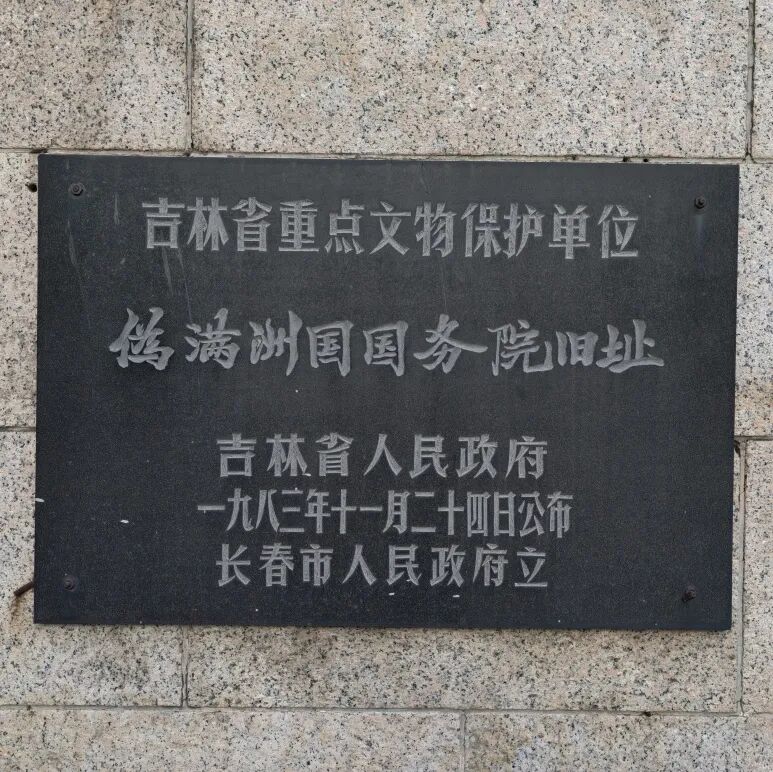 吉林省重点文物保护单位
伪满洲国国务院旧址
吉林省人民政府
一九八三年十一月二十四日公布
长春市人民政府立